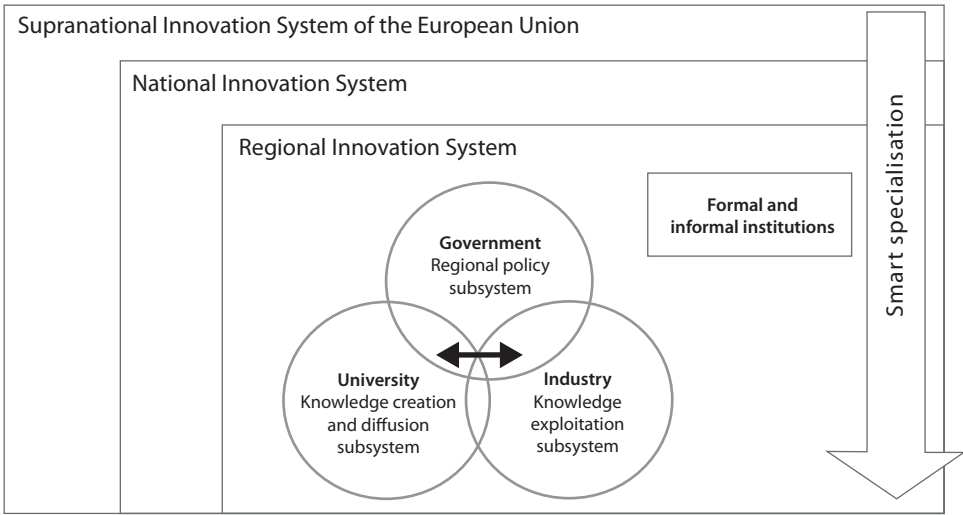 Supranational Innovation System of the European Union
National Innovation System
Regional Innovation System
Formal and
informal institutions
Government
Regional policy
subsystem
University
Knowledge creation
and diffusion
subsystem
Industry
Knowledge
exploitation
subsystem
Smart specialisation